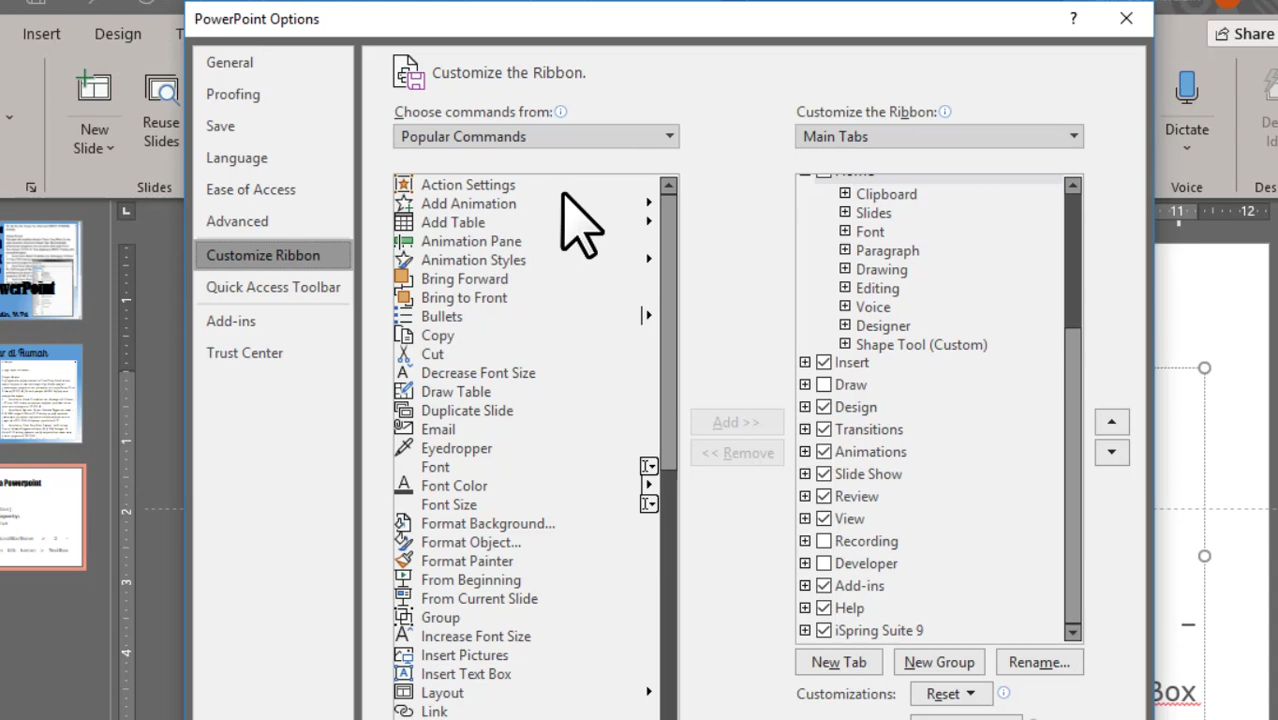 PowerPoint Options
?
Insert
Design
Share
New
Slide
Reuse
Slides
Slides
Dictate
Voice
General
Proofing
Save
Language
Ease of Access
Advanced
Customize Ribbon
Quick Access Toolbar
Add-ins
Trust Center
Customize the Ribbon.
Choose commands from:
Popular Commands
Action Settings
Add Animation
Add Table
Animation Pane
Animation Styles
Bring Forward
Bring to Front
Bullets
Copy
Cut
Decrease Font Size
Draw Table
Duplicate Slide
Email
Eyedropper
Font
Font Color
Font Size
Format Background...
Format Object...
Format Painter
From Beginning
From Current Slide
Group
Increase Font Size
Insert Pictures
Insert Text Box
Layout
Link
Add >>
<< Remove
Customize the Ribbon:
Main Tabs
Clipboard
Slides
Font
Paragraph
Drawing
Editing
Voice
Designer
Shape Tool (Custom)
Insert
Draw
Design
Transitions
Animations
Slide Show
Review
View
Recording
Developer
Add-ins
Help
iSpring Suite 9
New Tab
New Group
Rename...
Customizations:
Reset
11
12
1
1
2
3
4
Box